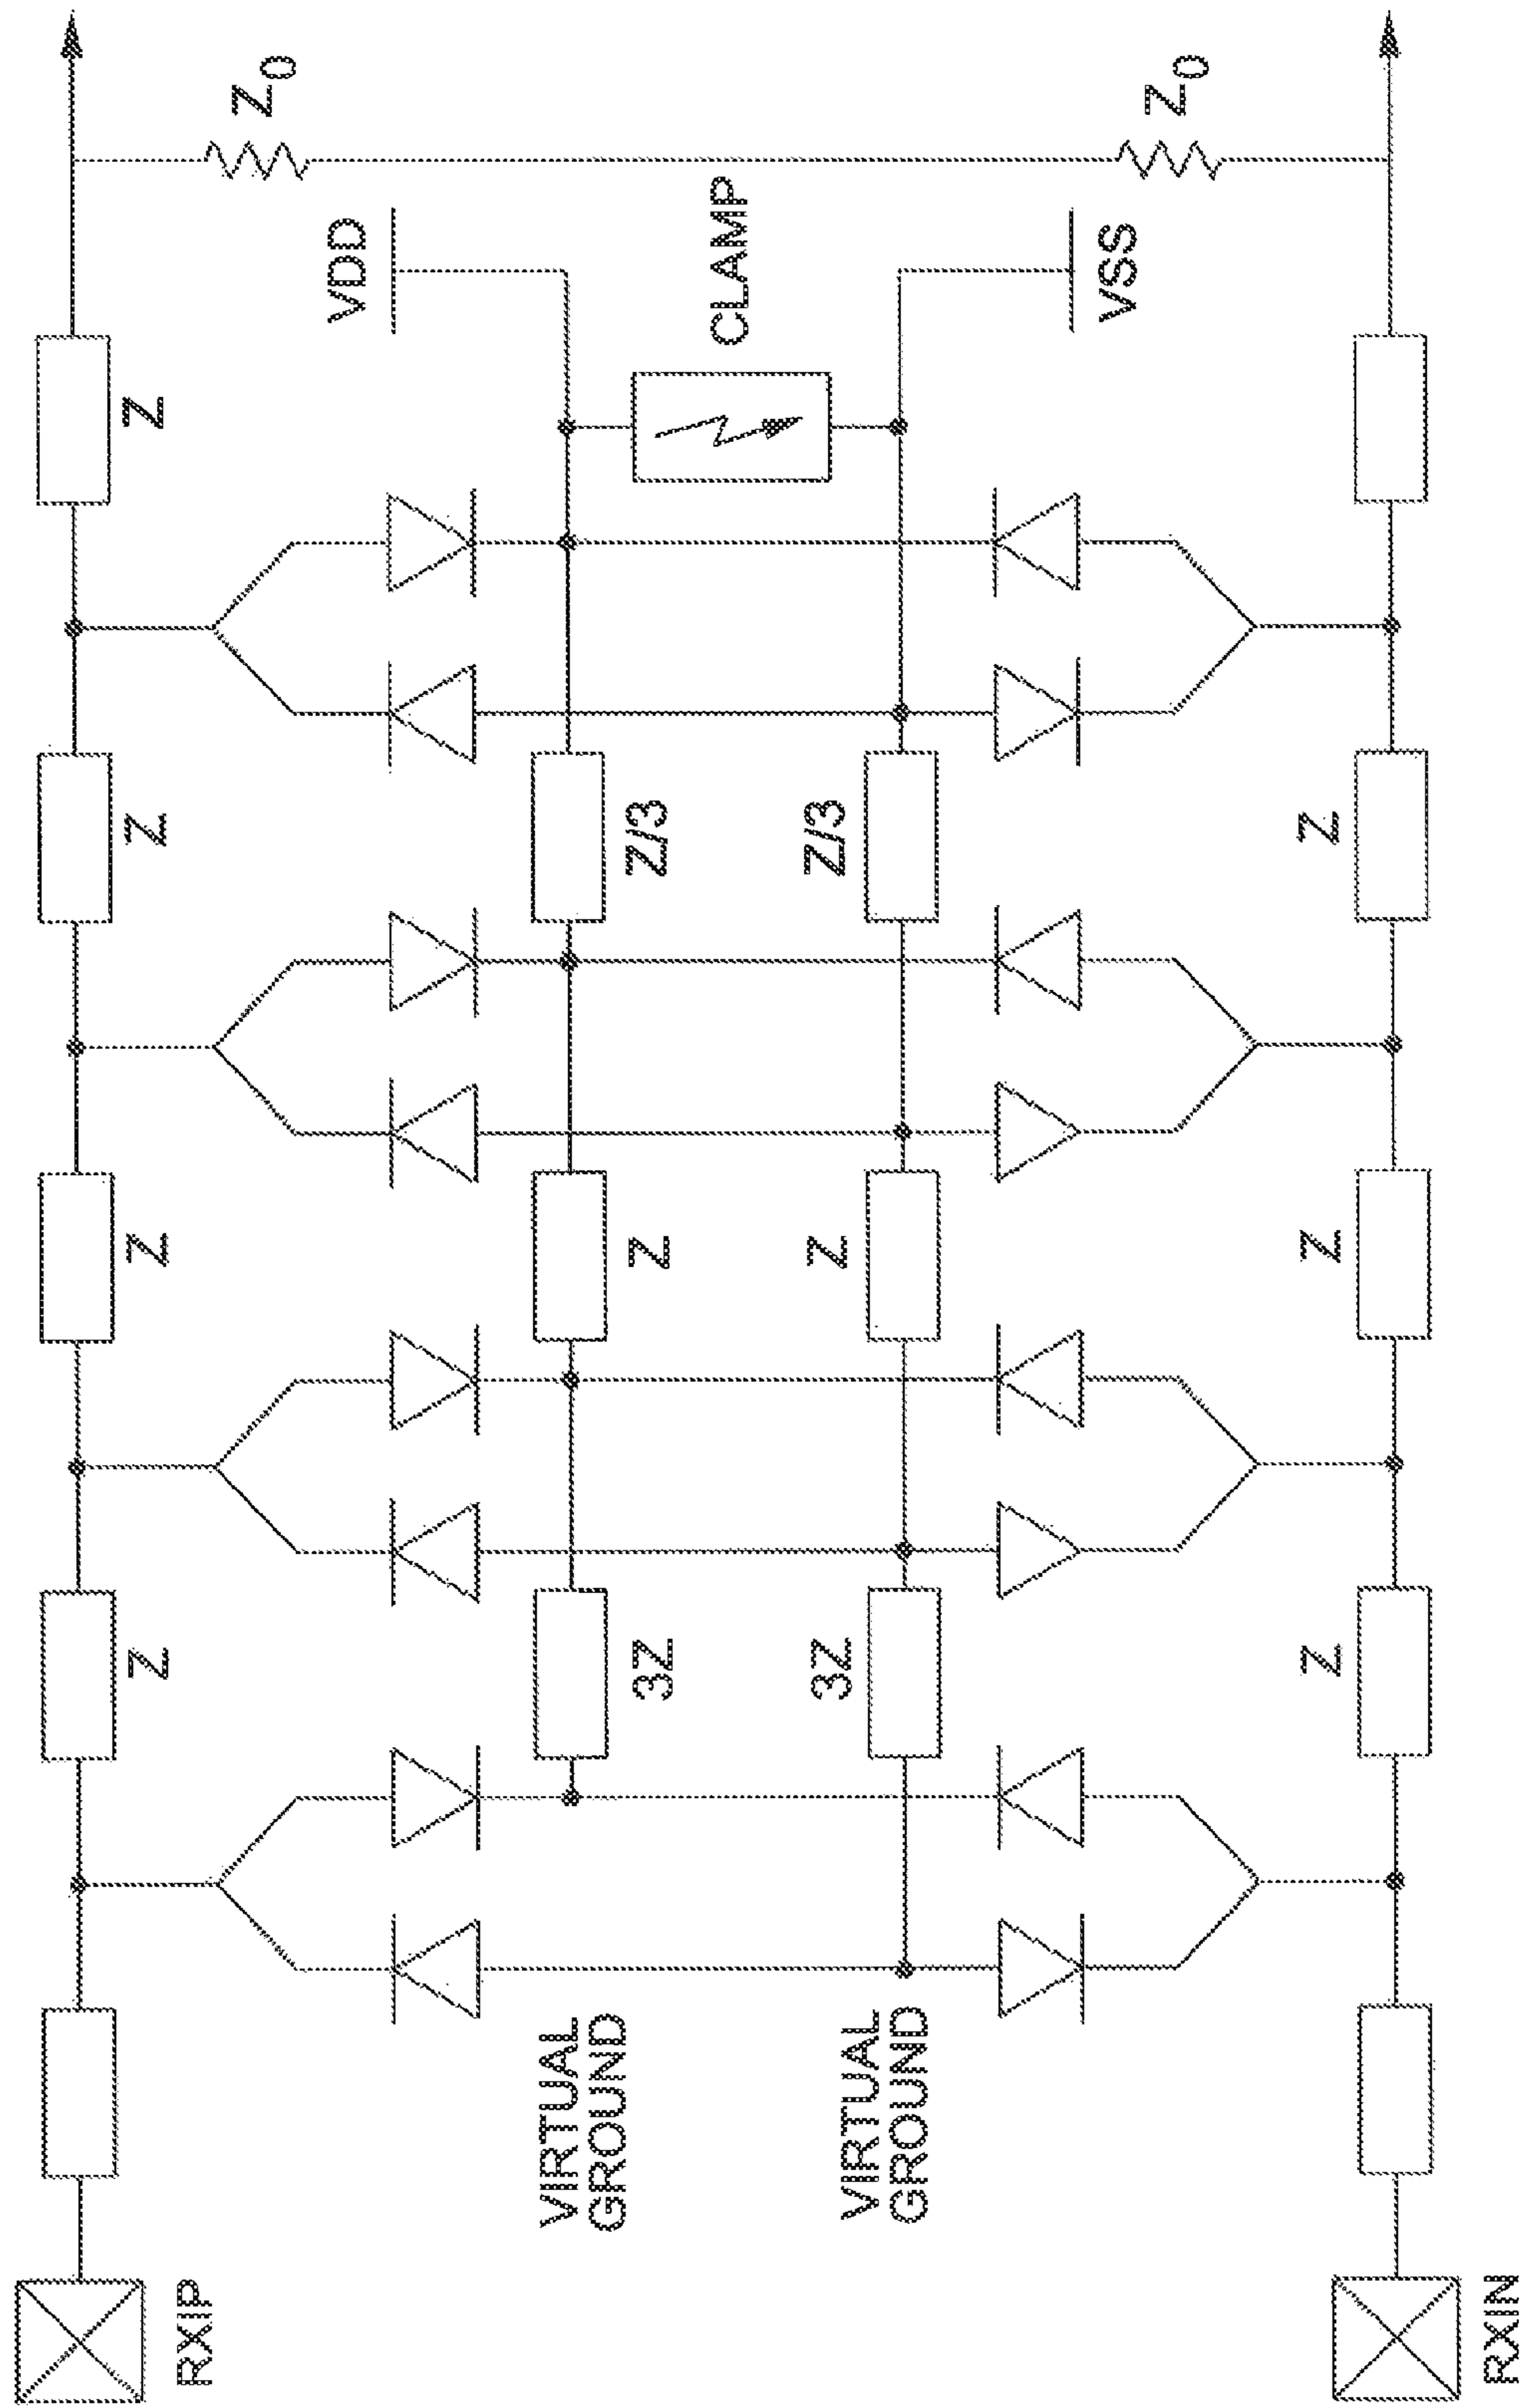 RXIP
Z
Z
Z
Z
Z₀
VIRTUAL
GROUND
3Z
Z
Z/3
VDD
CLAMP
VIRTUAL
GROUND
3Z
Z
Z/3
VSS
Z₀
Z
Z
Z
RXIN